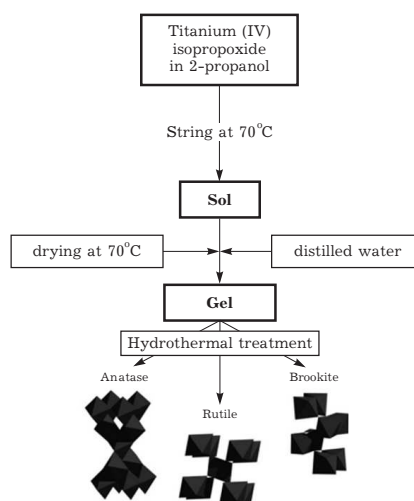 Titanium (IV)
isopropoxide
in 2-propanol
String at 70°C
Sol
drying at 70°C
distilled water
Gel
Hydrothermal treatment
Anatase
Brookite
Rutile